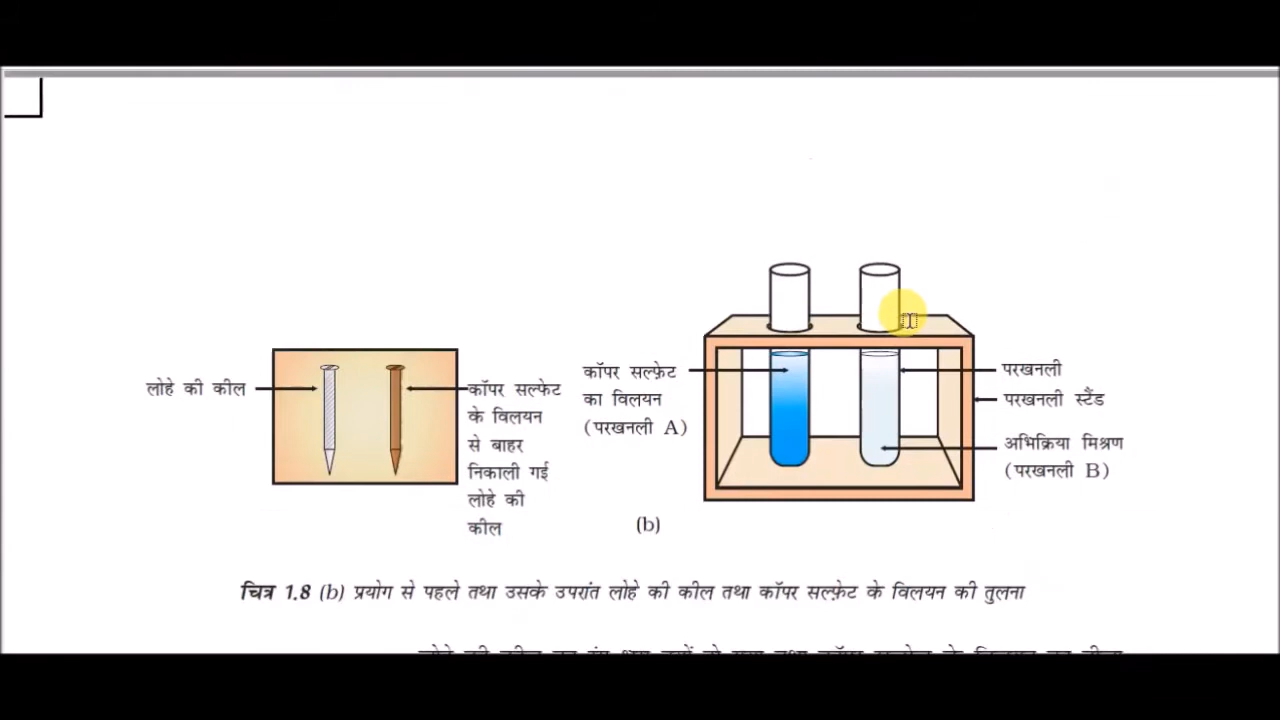 लोहे की कील
कॉपर सल्फेट
के विलयन
से बाहर
निकाली गई
लोहे की
कील
कॉपर सल्फ़ेट
का विलयन
(परखनली A)
परखनली
परखनली स्टैंड
अभिक्रिया मिश्रण
(परखनली B)
(b)
चित्र 1.8 (b) प्रयोग से पहले तथा उसके उपरांत लोहे की कील तथा कॉपर सल्फ़ेट के विलयन की तुलना